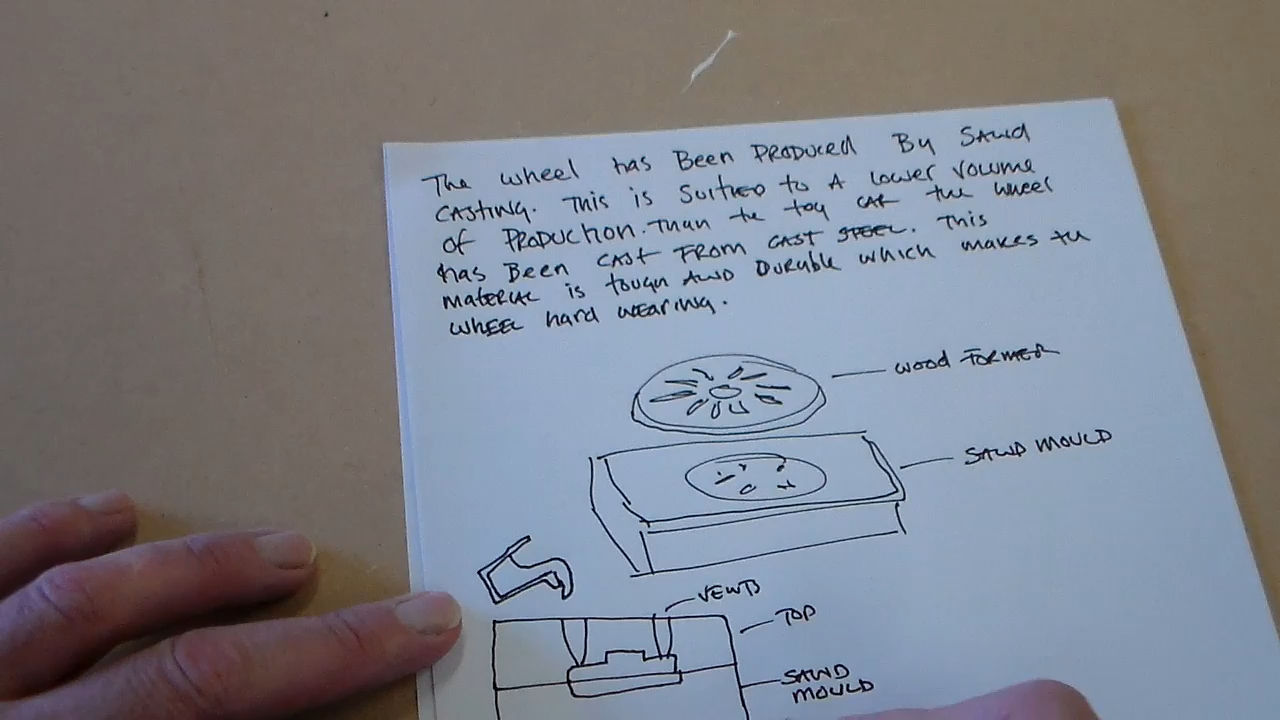 The wheel has Been PRODUCED By SAND
CASTING. This is SuiTED to A lower Volume
OF PRODUCTION. Than the toy car the wheel
has Been CAST FROM CAST STEEL. This
MATERIAL is tough AND DURable which makes the
WHEEL hard WEARING.
WOOD FORMER
SAND MOULD
VENTS
TOP
SAND
MOULD